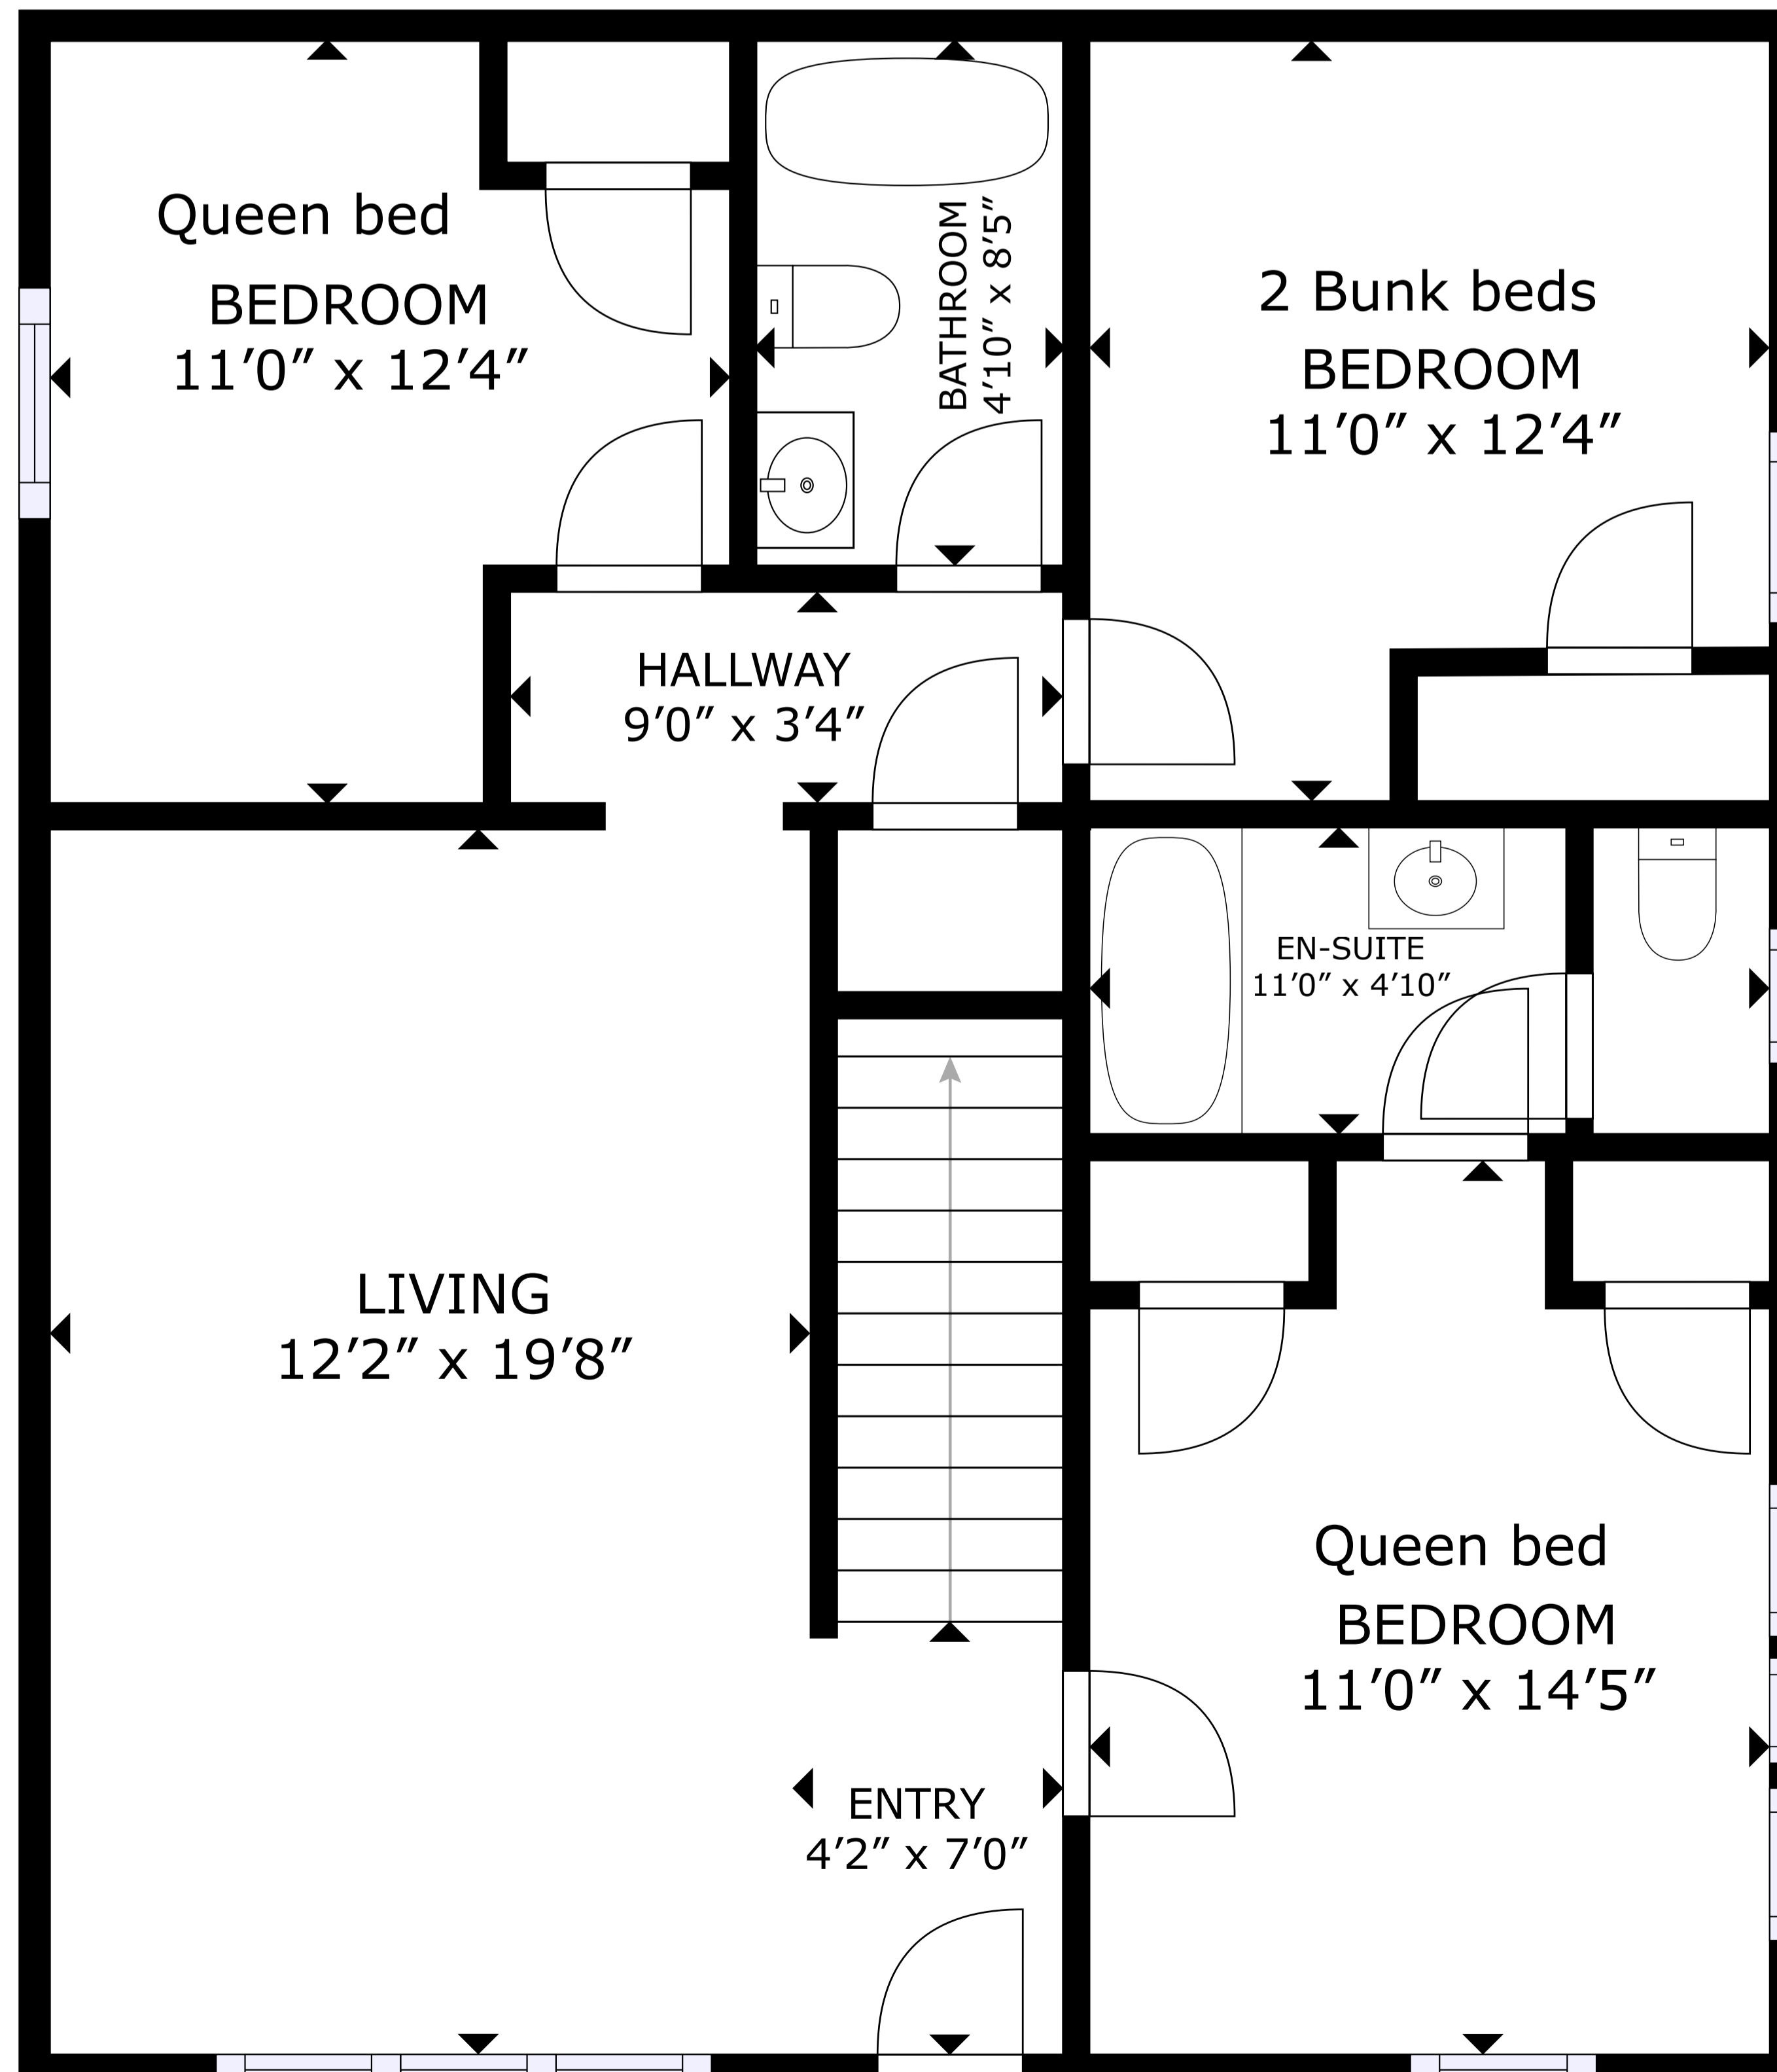 Queen bed
BEDROOM
11′0″ x 12′4″
BATHROOM
4′10″ x 8′5″
2 Bunk beds
BEDROOM
11′0″ x 12′4″
HALLWAY
9′0″ x 3′4″
EN-SUITE
11′0″ x 4′10″
LIVING
12′2″ x 19′8″
Queen bed
BEDROOM
11′0″ x 14′5″
ENTRY
4′2″ x 7′0″